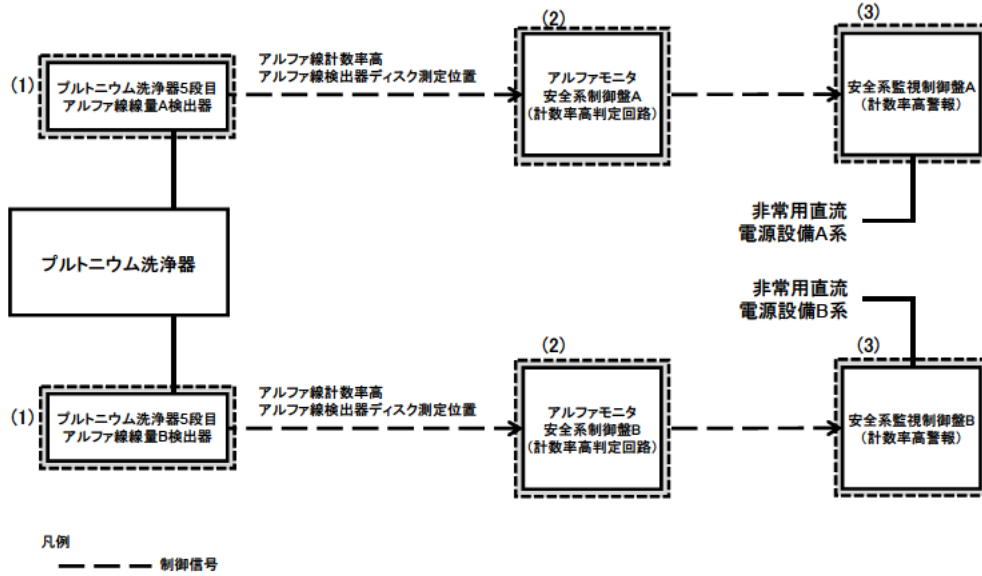 (1)
プルトニウム洗浄器5段目
アルファ線線量A検出器
アルファ線計数率高
アルファ線検出器ディスク測定位置
(2)
アルファモニタ
安全系制御盤A
(計数率高判定回路)
(3)
安全系監視制御盤A
(計数率高警報)
非常用直流
電源設備A系
プルトニウム洗浄器
非常用直流
電源設備B系
(1)
プルトニウム洗浄器5段目
アルファ線線量B検出器
アルファ線計数率高
アルファ線検出器ディスク測定位置
(2)
アルファモニタ
安全系制御盤B
(計数率高判定回路)
(3)
安全系監視制御盤B
(計数率高警報)
凡例
制御信号